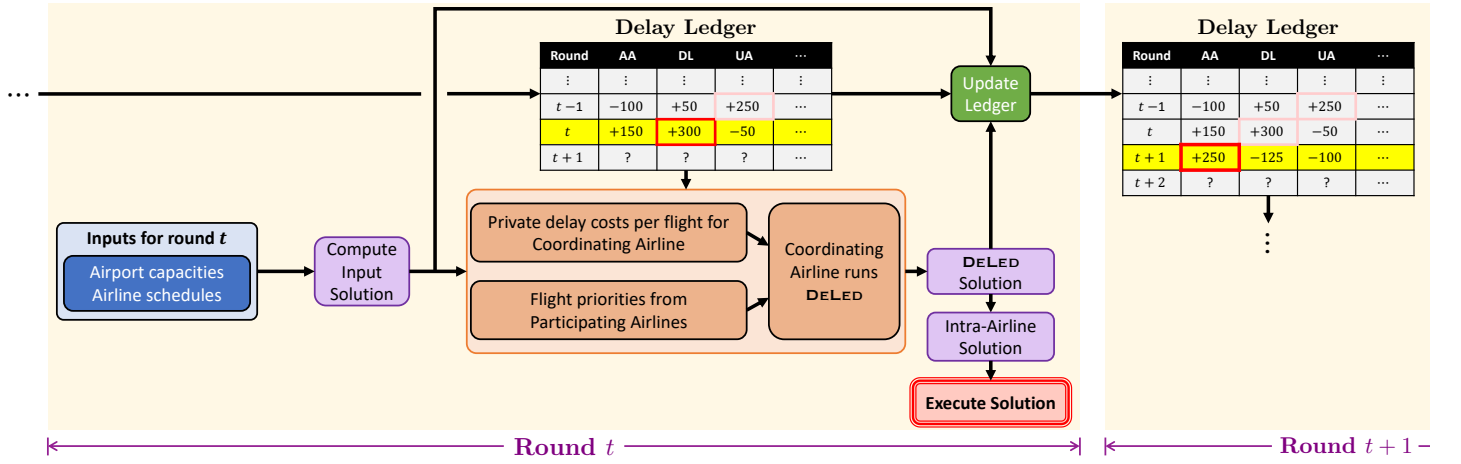 Delay Ledger
Round AA DL UA ⋯
⋮ ⋮ ⋮ ⋮
t−1 −100 +50 +250 ⋯
t +150 +300 −50 ⋯
t+1 ? ? ? ⋯
⋯
Update
Ledger
Delay Ledger
Round AA DL UA ⋯
⋮ ⋮ ⋮ ⋮
t−1 −100 +50 +250 ⋯
t +150 +300 −50 ⋯
t+1 +250 −125 −100 ⋯
t+2 ? ? ? ⋯
⋮
Inputs for round t
Airport capacities
Airline schedules
Compute
Input
Solution
Private delay costs per flight for
Coordinating Airline
Flight priorities from
Participating Airlines
Coordinating
Airline runs
DELED
DELED
Solution
Intra-Airline
Solution
Execute Solution
Round t
Round t + 1